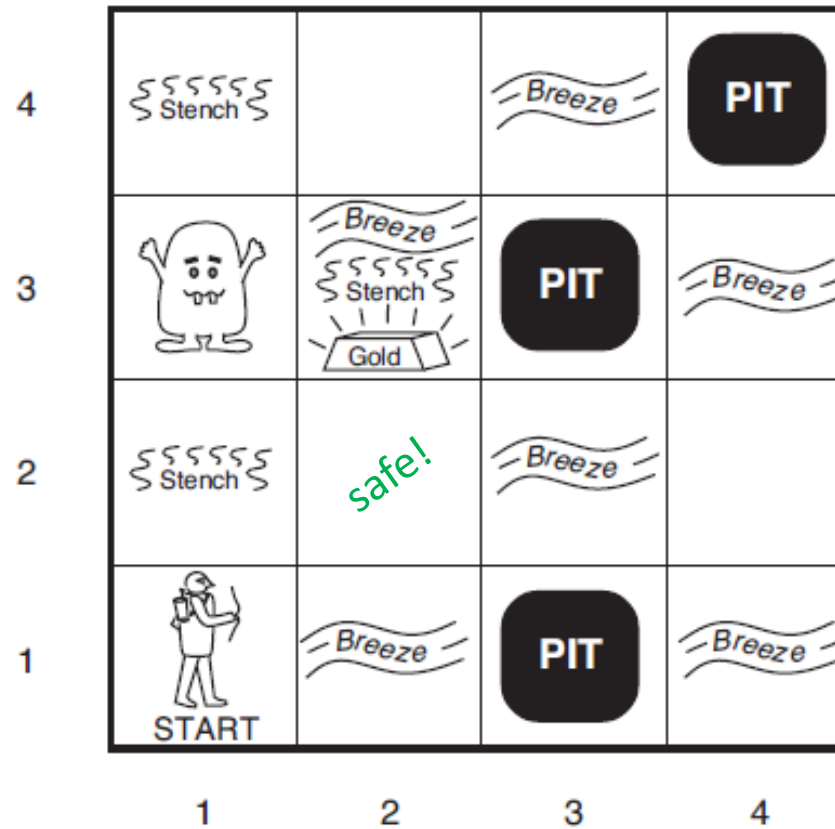 4 Stench Breeze PIT
Breeze
3 Stench PIT Breeze
Gold
2 Stench safe! Breeze
1 Breeze PIT Breeze
START
1 2 3 4